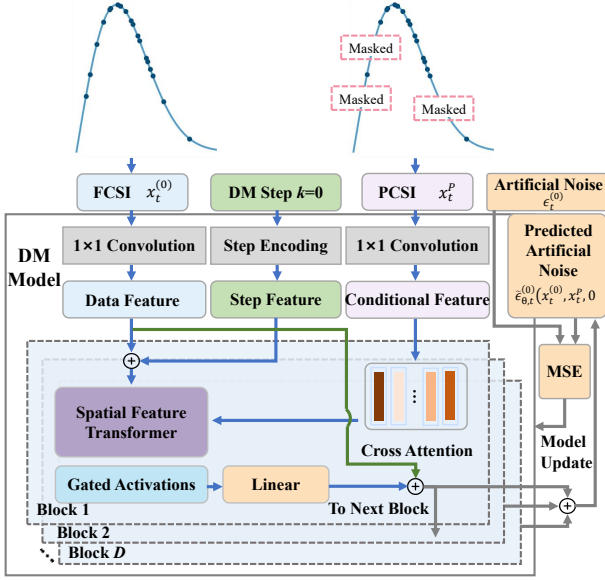 Masked
Masked
Masked
FCSI x_t^{(0)}
DM Step k=0
PCSI x_t^P
Artificial Noise
ϵ_t^{(0)}
DM
Model
1×1 Convolution
Step Encoding
1×1 Convolution
Predicted
Artificial
Noise
ϵ̃_{θ,t}^{(0)}(x_t^{(0)}, x_t^P, 0
Data Feature
Step Feature
Conditional Feature
MSE
Spatial Feature
Transformer
Cross Attention
Model
Update
Gated Activations
Linear
To Next Block
Block 1
Block 2
Block D